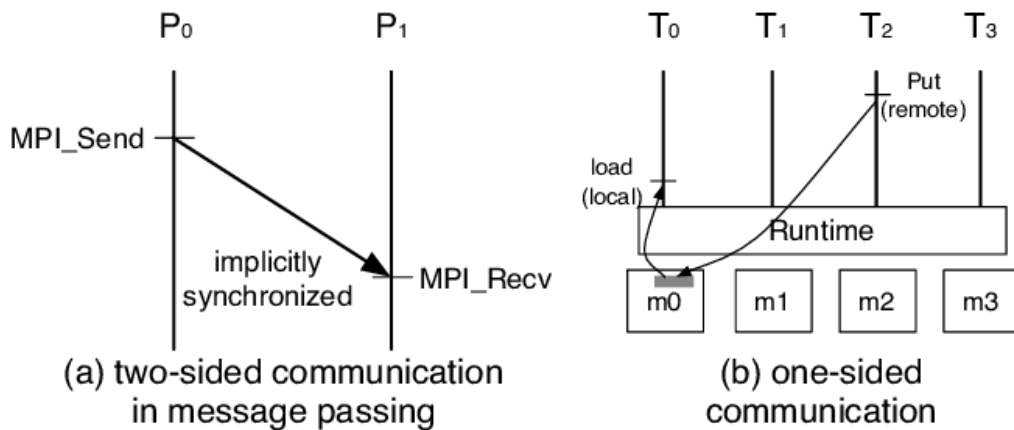 P0
P1
MPI_Send
implicitly
synchronized
MPI_Recv
(a) two-sided communication
in message passing
T0
T1
T2
T3
Put
(remote)
load
(local)
Runtime
m0
m1
m2
m3
(b) one-sided
communication